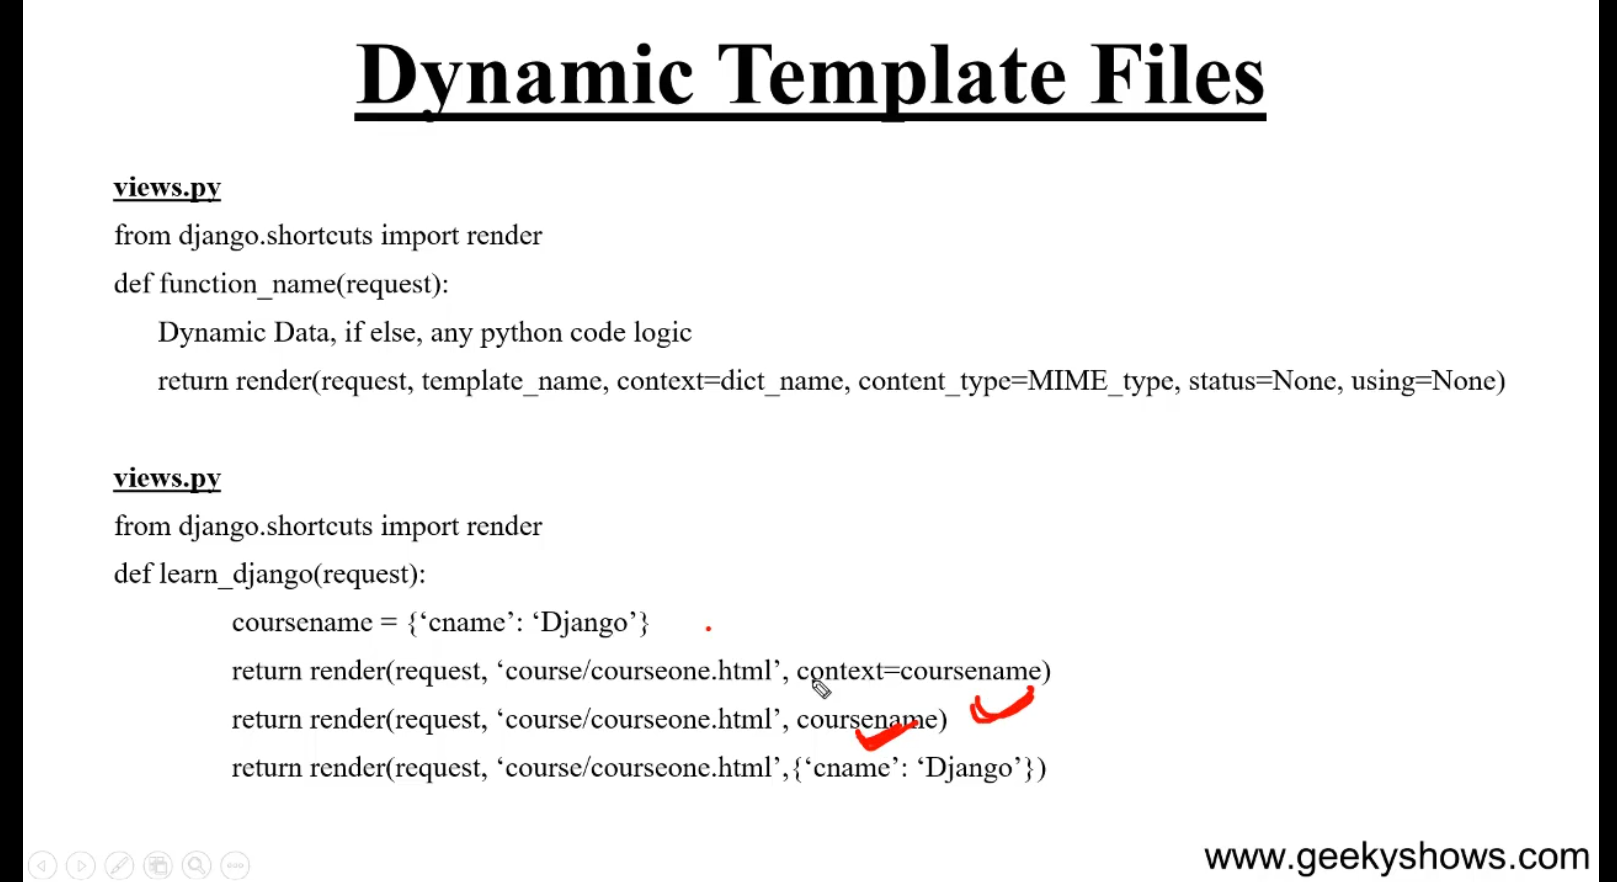 Dynamic Template Files
views.py
from django.shortcuts import render
def function_name(request):
Dynamic Data, if else, any python code logic
return render(request, template_name, context=dict_name, content_type=MIME_type, status=None, using=None)
views.py
from django.shortcuts import render
def learn_django(request):
coursename = {‘cname’: ‘Django’}
return render(request, ‘course/courseone.html’, context=coursename)
return render(request, ‘course/courseone.html’, coursename)
return render(request, ‘course/courseone.html’,{‘cname’: ‘Django’})
www.geekyshows.com